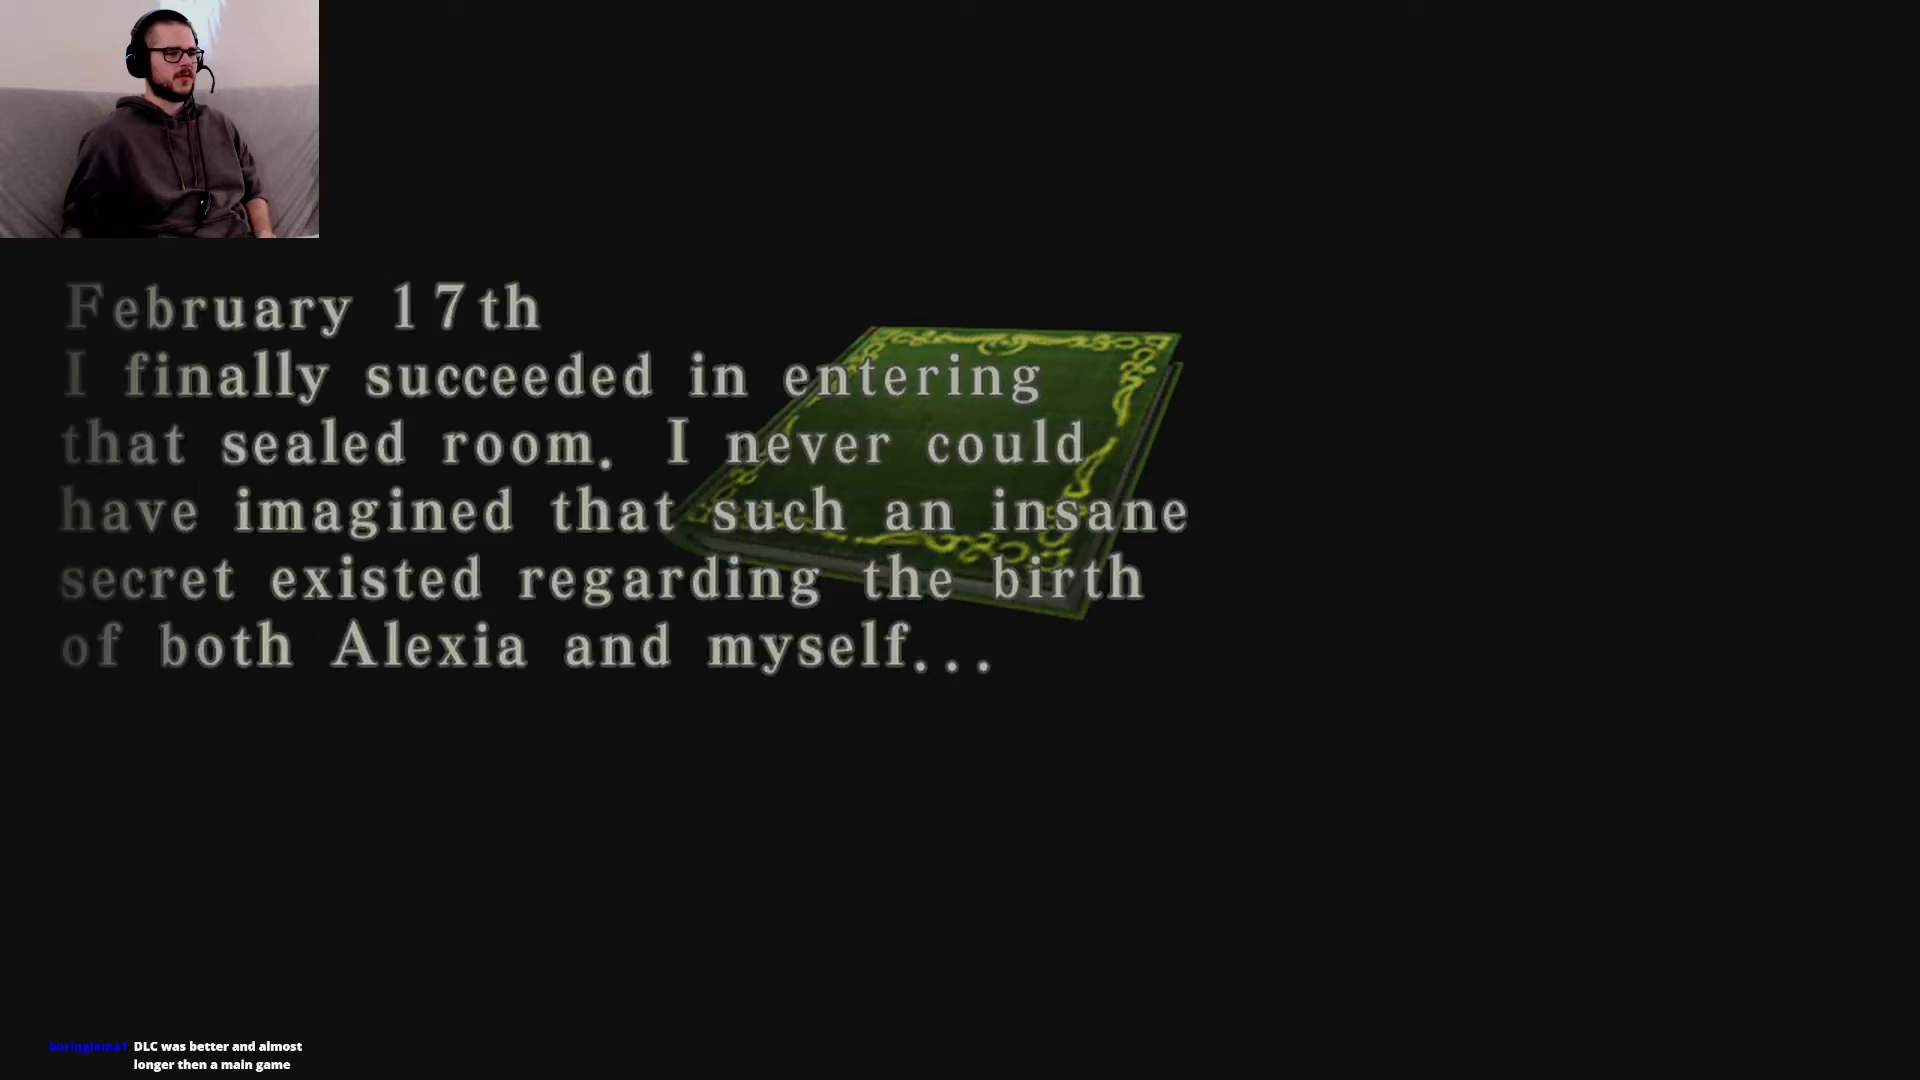 February 17th
I finally succeeded in entering
that sealed room. I never could
have imagined that such an insane
secret existed regarding the birth
of both Alexia and myself...
boringlama1 DLC was better and almost
longer then a main game